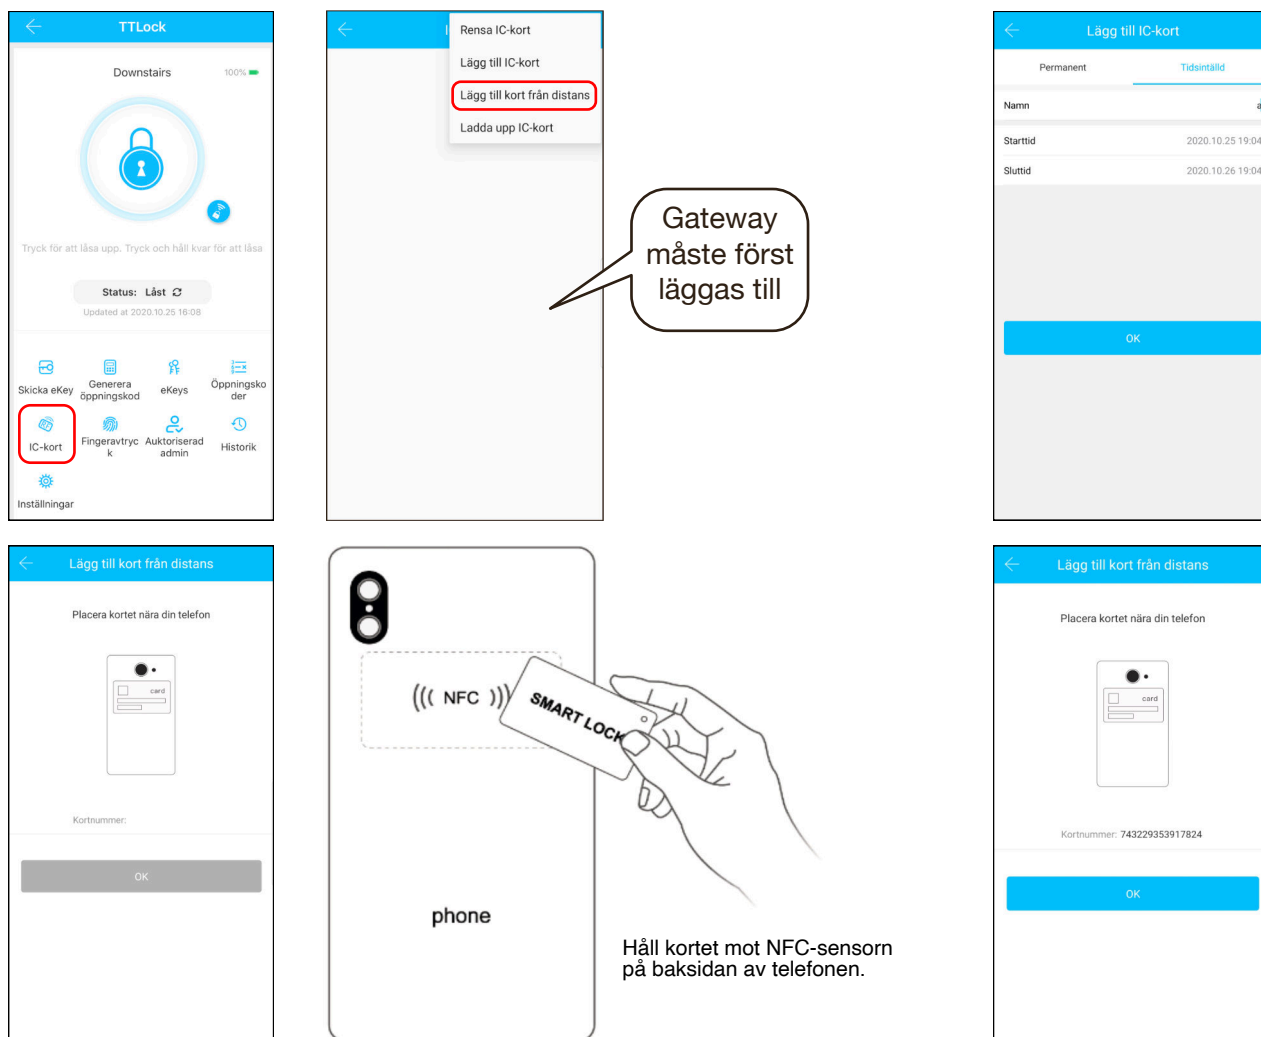 TTLock
Downstairs
100%
Tryck för att låsa upp. Tryck och håll kvar för att låsa
Status: Låst
Updated at 2020.10.25 16:08
Skicka eKey
Generera
öppningskod
eKeys
Öppningsko
der
IC-kort
Fingeravtryc
k
Auktoriserad
admin
Historik
Inställningar
Rensa IC-kort
Lägg till IC-kort
Lägg till kort från distans
Ladda upp IC-kort
Gateway
måste först
läggas till
Lägg till IC-kort
Permanent
Tidsintälld
Namn
a
Starttid
2020.10.25 19:04
Sluttid
2020.10.26 19:04
OK
Lägg till kort från distans
Placera kortet nära din telefon
card
Kortnummer:
OK
((( NFC )))
SMART LOCK
phone
Håll kortet mot NFC-sensorn
på baksidan av telefonen.
Lägg till kort från distans
Placera kortet nära din telefon
card
Kortnummer: 743229353917824
OK